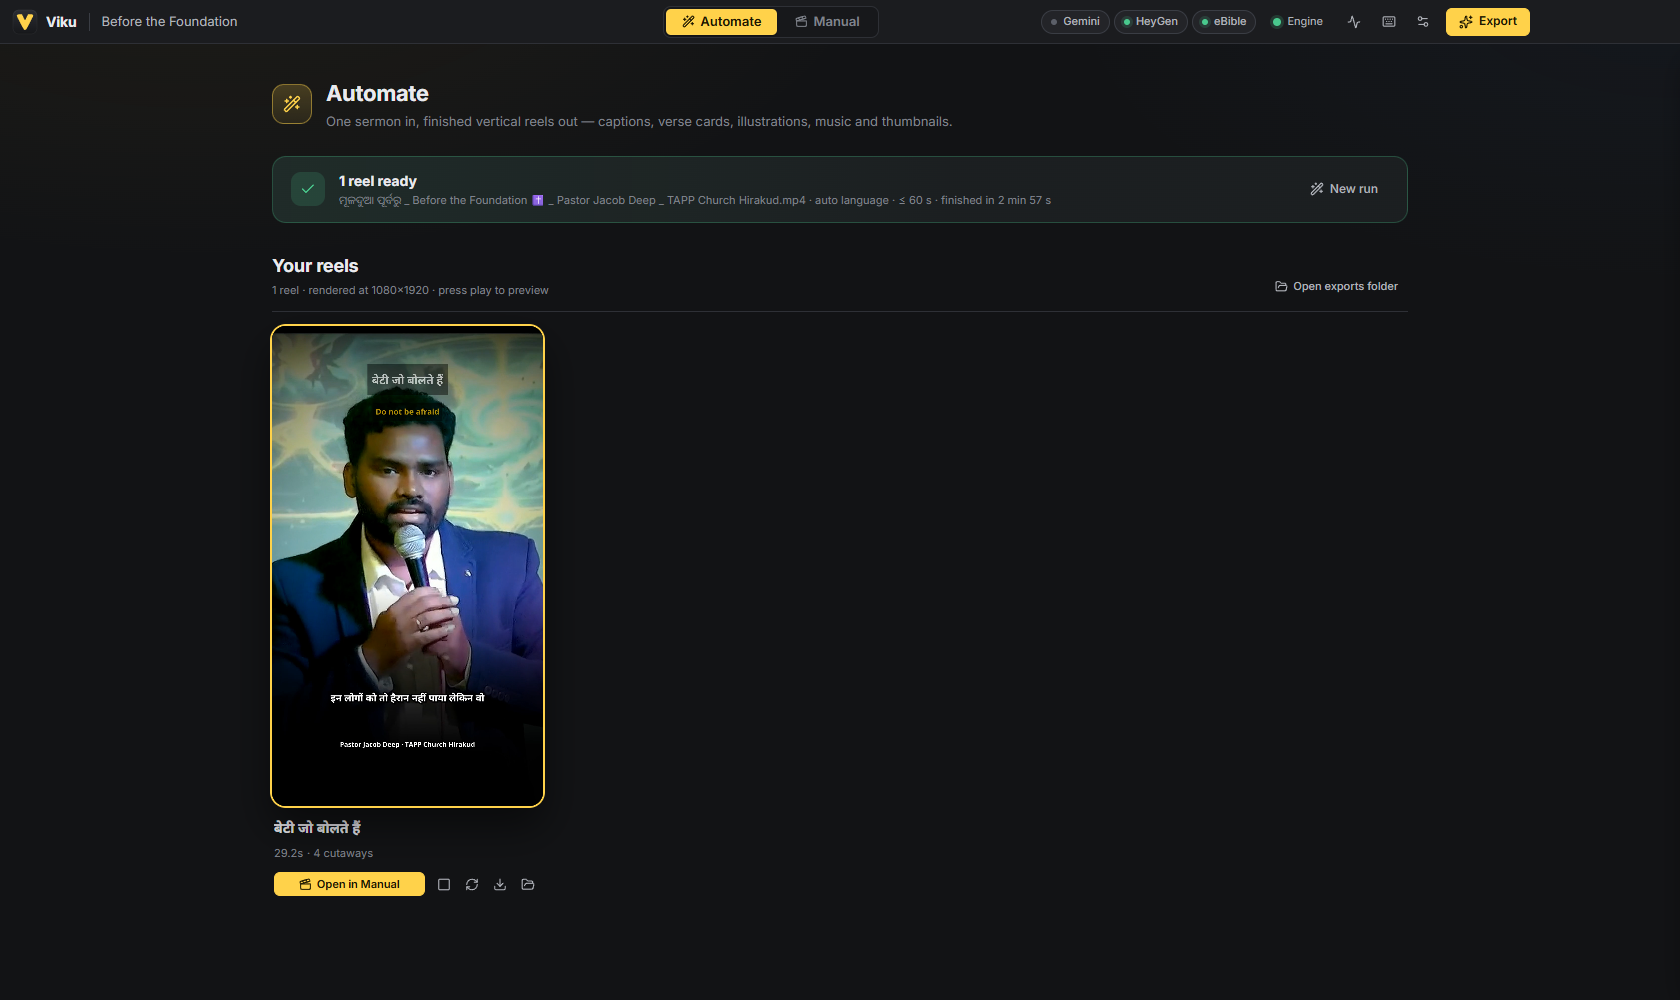 Viku
Before the Foundation
Automate
Manual
Gemini
HeyGen
eBible
Engine
Export
Automate
One sermon in, finished vertical reels out — captions, verse cards, illustrations, music and thumbnails.
1 reel ready
ମୂଳଦୁଆ ପୂର୍ବରୁ _ Before the Foundation ✝️ _ Pastor Jacob Deep _ TAPP Church Hirakud.mp4 · auto language · ≤ 60 s · finished in 2 min 57 s
New run
Your reels
1 reel · rendered at 1080×1920 · press play to preview
Open exports folder
बेटी जो बोलते हैं
Do not be afraid
इन लोगों को तो हैरान नहीं पाया लेकिन वो
Pastor Jacob Deep · TAPP Church Hirakud
बेटी जो बोलते हैं
29.2s · 4 cutaways
Open in Manual